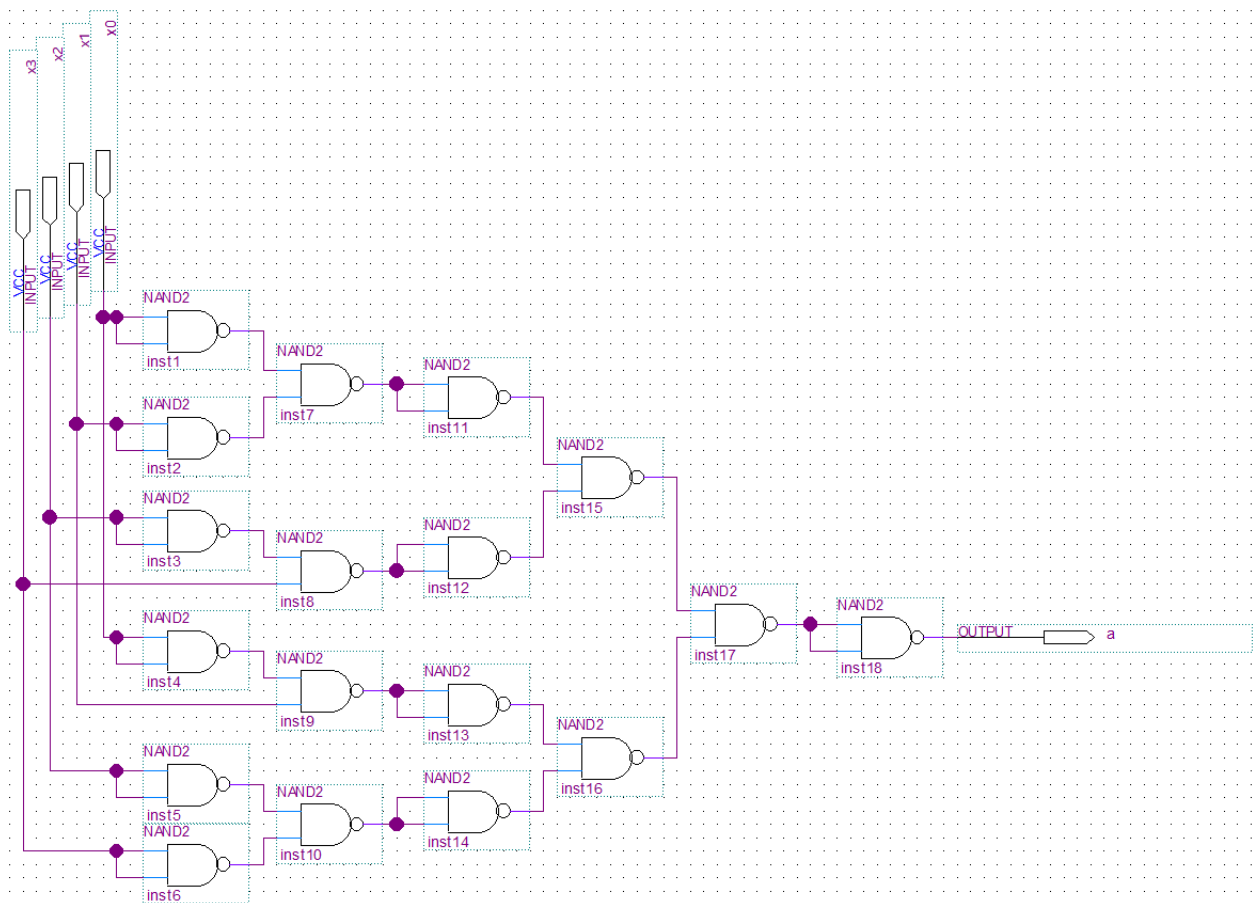 x0
x1
x2
x3
VCC
INPUT
VCC
INPUT
VCC
INPUT
VCC
INPUT
NAND2
inst1
NAND2
inst7
NAND2
inst11
NAND2
inst2
NAND2
inst15
NAND2
inst3
NAND2
inst8
NAND2
inst12
NAND2
inst4
NAND2
inst9
NAND2
inst13
NAND2
inst17
NAND2
inst18
OUTPUT
a
NAND2
inst16
NAND2
inst5
NAND2
inst10
NAND2
inst14
NAND2
inst6